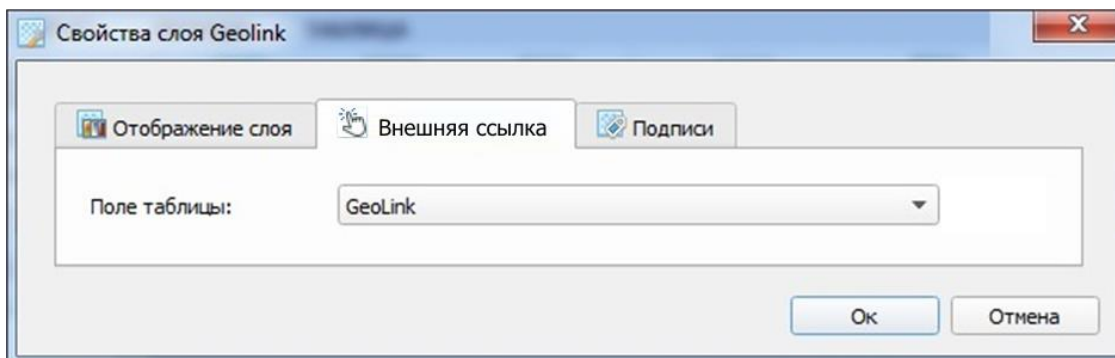 Свойства слоя Geolink
Отображение слоя
Внешняя ссылка
Подписи
Поле таблицы:
GeoLink
Ок
Отмена